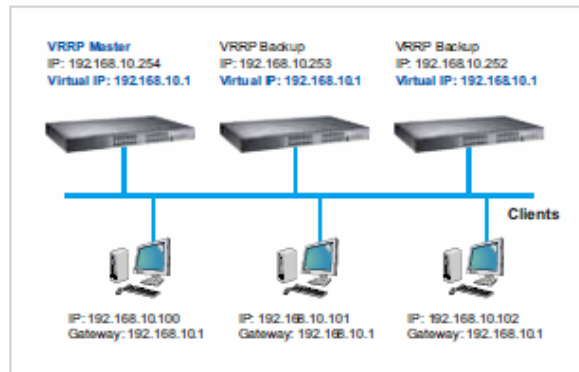 VRRP Master
IP: 192.168.10.254
Virtual IP: 192.168.10.1
VRRP Backup
IP: 192.168.10.253
Virtual IP: 192.168.10.1
VRRP Backup
IP: 192.168.10.252
Virtual IP: 192.168.10.1
Clients
IP: 192.168.10.100
Gateway: 192.168.10.1
IP: 192.168.10.101
Gateway: 192.168.10.1
IP: 192.168.10.102
Gateway: 192.168.10.1